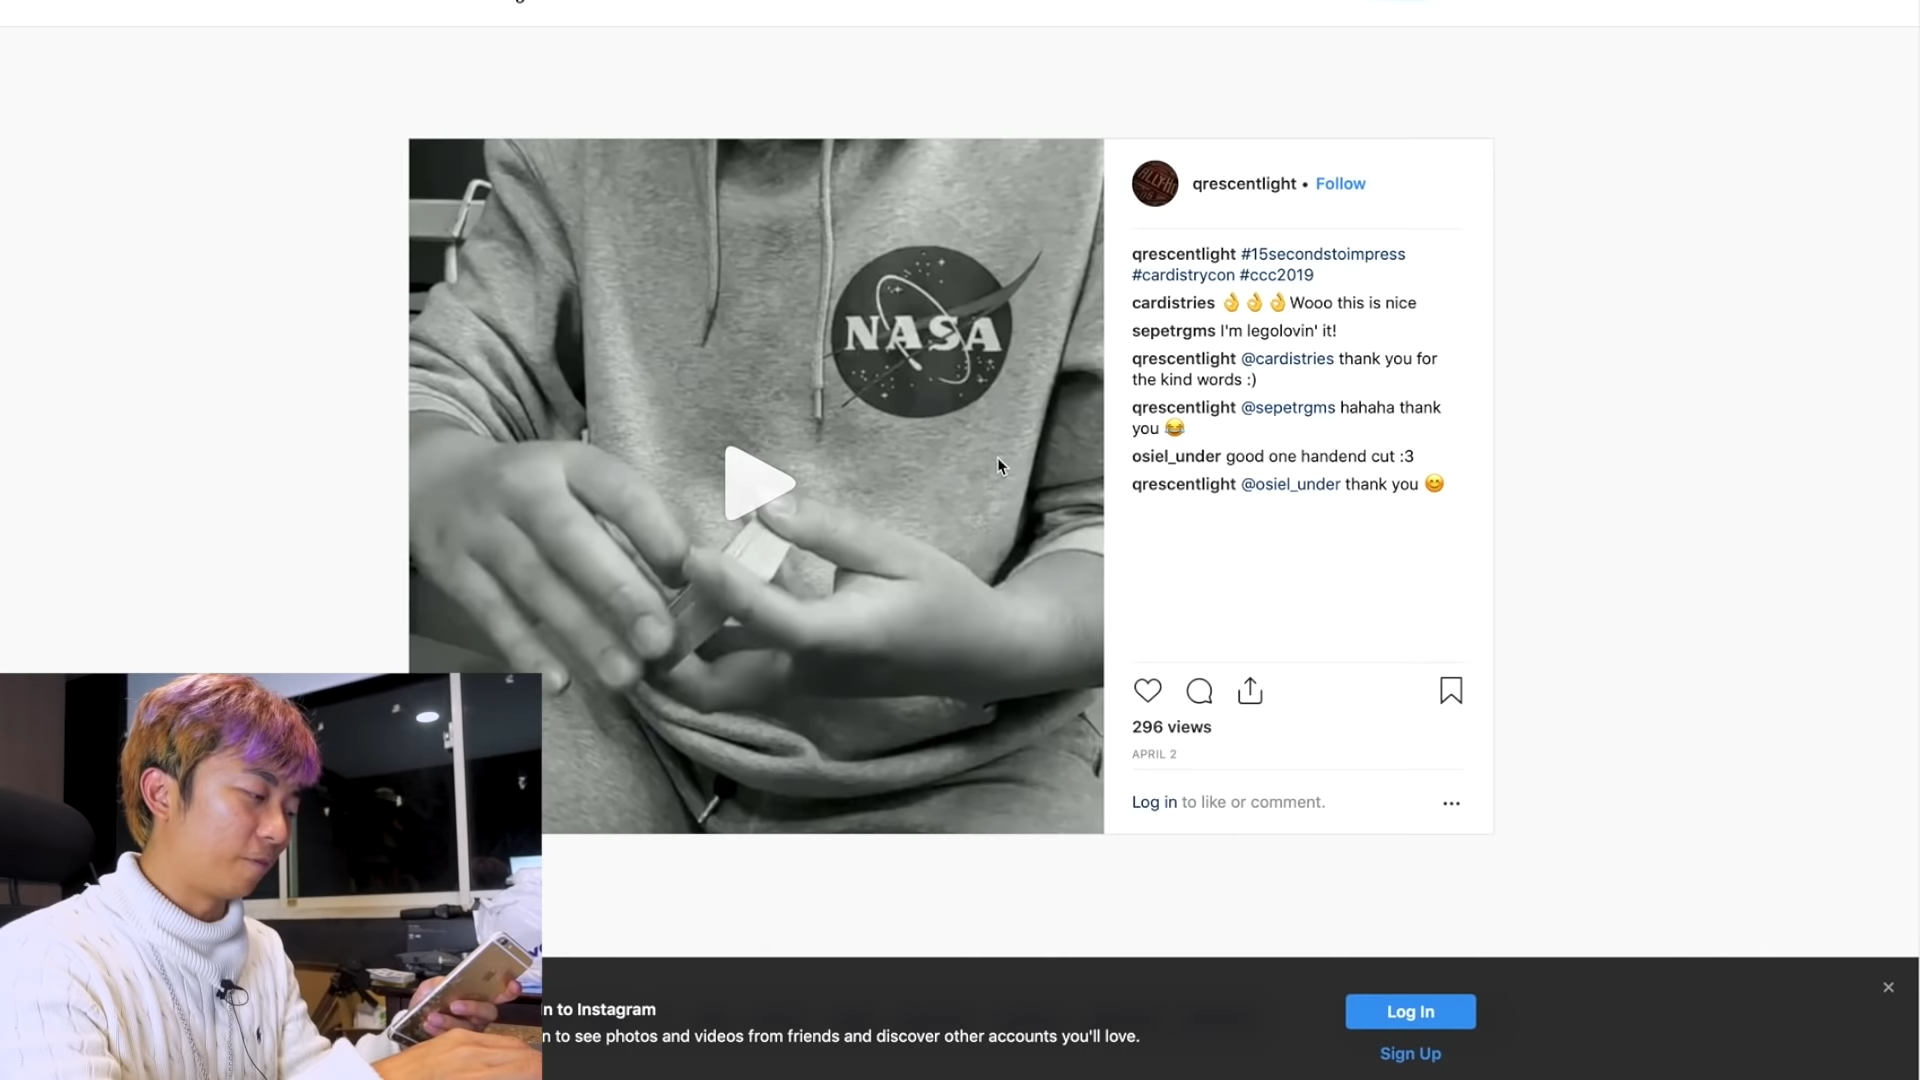 NASA
qrescentlight • Follow
qrescentlight #15secondstoimpress
#cardistrycon #ccc2019
cardistries 👌👌👌Wooo this is nice
sepetrgms I'm legolovin' it!
qrescentlight @cardistries thank you for
the kind words :)
qrescentlight @sepetrgms hahaha thank
you 😂
osiel_under good one handend cut :3
qrescentlight @osiel_under thank you 😊
296 views
APRIL 2
Log in to like or comment.
n to Instagram
n to see photos and videos from friends and discover other accounts you'll love.
Log In
Sign Up